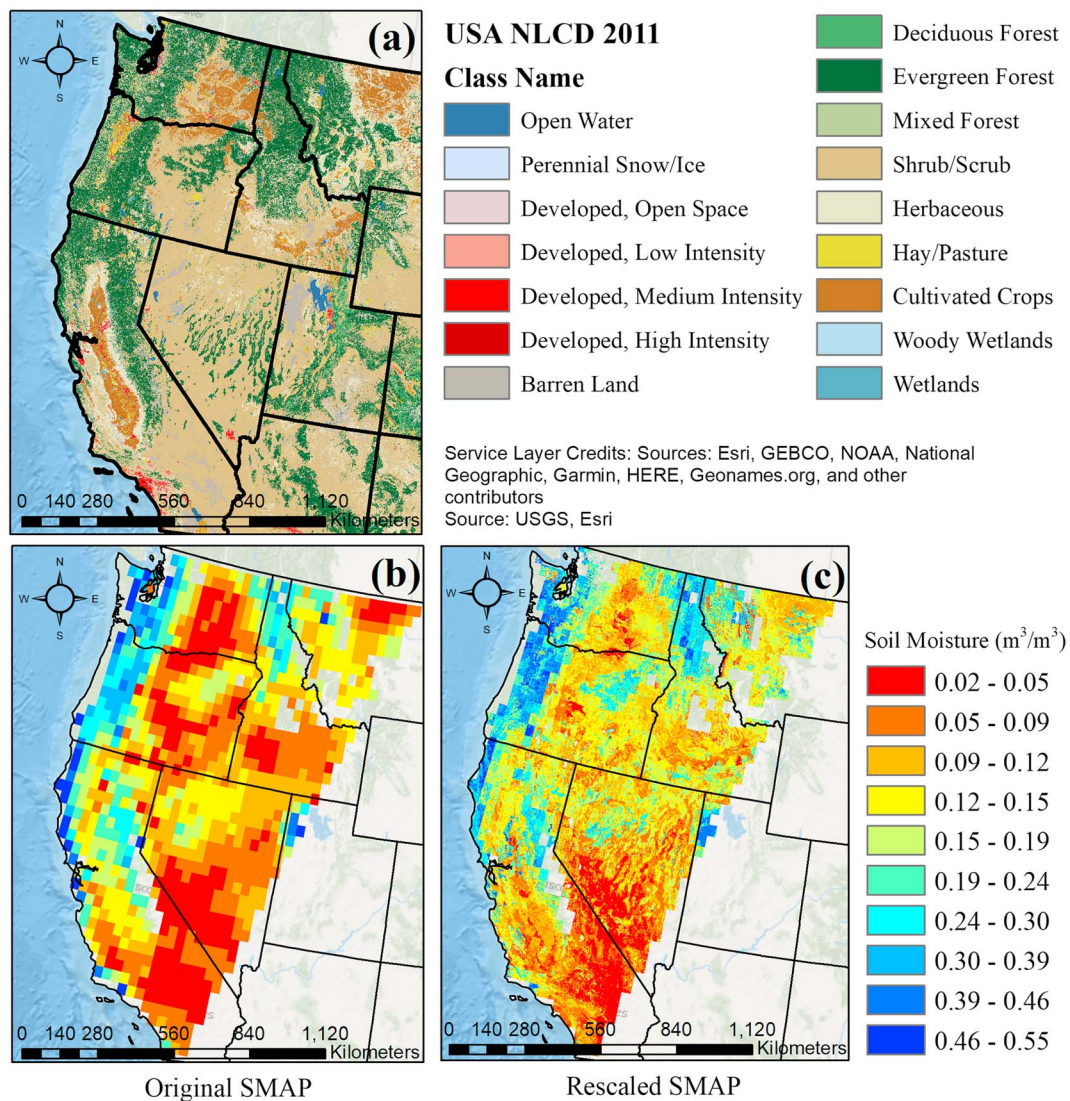 N
W E
S
(a)
USA NLCD 2011
Class Name
Open Water
Perennial Snow/Ice
Developed, Open Space
Developed, Low Intensity
Developed, Medium Intensity
Developed, High Intensity
Barren Land
Deciduous Forest
Evergreen Forest
Mixed Forest
Shrub/Scrub
Herbaceous
Hay/Pasture
Cultivated Crops
Woody Wetlands
Wetlands
0 140 280 560 840 1,120
Kilometers
Service Layer Credits: Sources: Esri, GEBCO, NOAA, National
Geographic, Garmin, HERE, Geonames.org, and other
contributors
Source: USGS, Esri
N
W E
S
(b)
0 140 280 560 840 1,120
Kilometers
Original SMAP
N
W E
S
(c)
0 140 280 560 840 1,120
Kilometers
Rescaled SMAP
Soil Moisture (m³/m³)
0.02 - 0.05
0.05 - 0.09
0.09 - 0.12
0.12 - 0.15
0.15 - 0.19
0.19 - 0.24
0.24 - 0.30
0.30 - 0.39
0.39 - 0.46
0.46 - 0.55